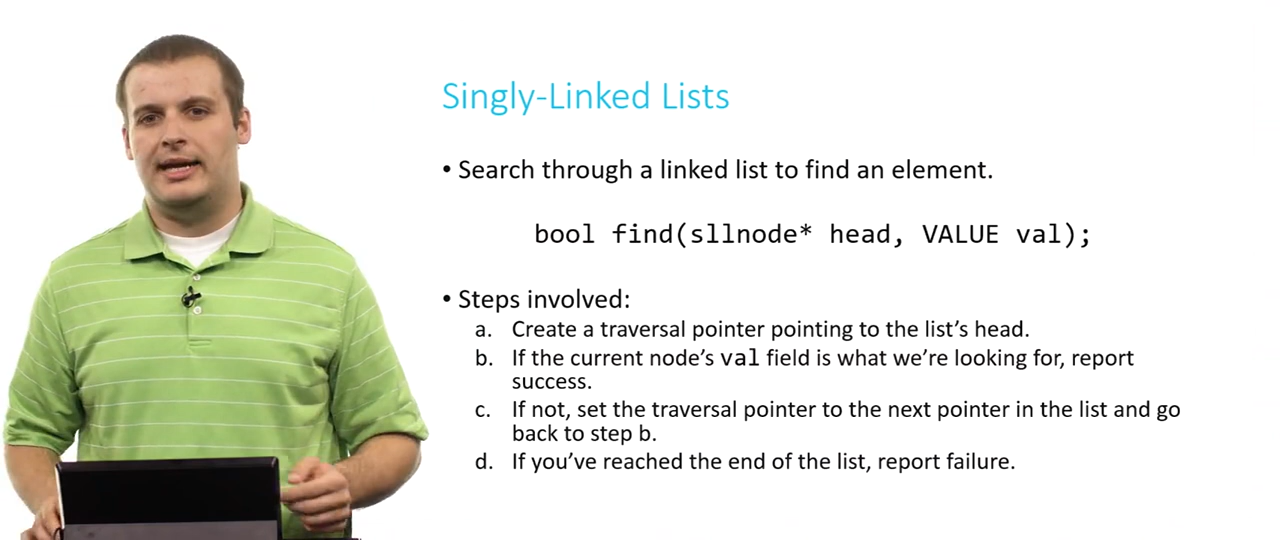 Singly-Linked Lists
• Search through a linked list to find an element.
bool find(sllnode* head, VALUE val);
• Steps involved:
a. Create a traversal pointer pointing to the list’s head.
b. If the current node’s val field is what we’re looking for, report
success.
c. If not, set the traversal pointer to the next pointer in the list and go
back to step b.
d. If you’ve reached the end of the list, report failure.